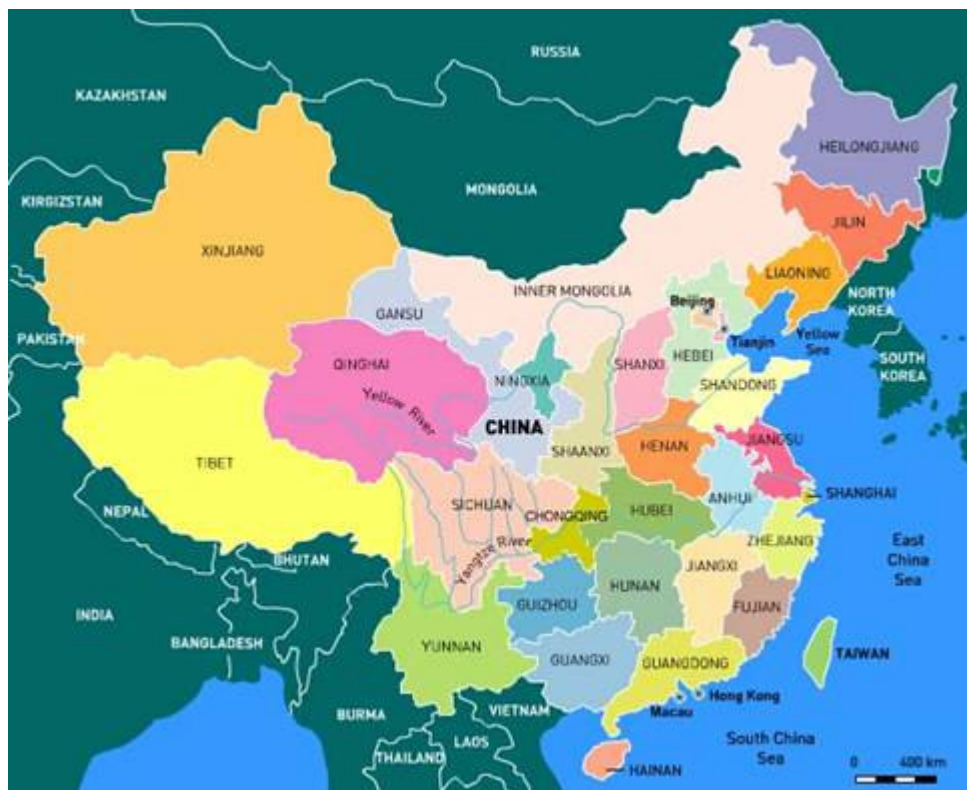 RUSSIA
KAZAKHSTAN
HEILONGJIANG
MONGOLIA
KIRGIZSTAN
JILIN
XINJIANG
LIAONING
INNER MONGOLIA
NORTH
KOREA
Beijing
GANSU
Yellow
Sea
Tianjin
PAKISTAN
SHANXI
HEBEI
SOUTH
KOREA
QINGHAI
NINGXIA
SHANDONG
Yellow River
CHINA
HENAN
JIANGSU
SHAANXI
TIBET
SHANGHAI
ANHUI
SICHUAN
CHONGQING
HUBEI
NEPAL
Yangtze River
ZHEJIANG
East
China
Sea
BHUTAN
JIANGXI
HUNAN
GUIZHOU
FUJIAN
INDIA
BANGLADESH
YUNNAN
TAIWAN
GUANGXI
GUANGDONG
Hong Kong
Macau
BURMA
VIETNAM
LAOS
THAILAND
South China
Sea
HAINAN
0 400 km